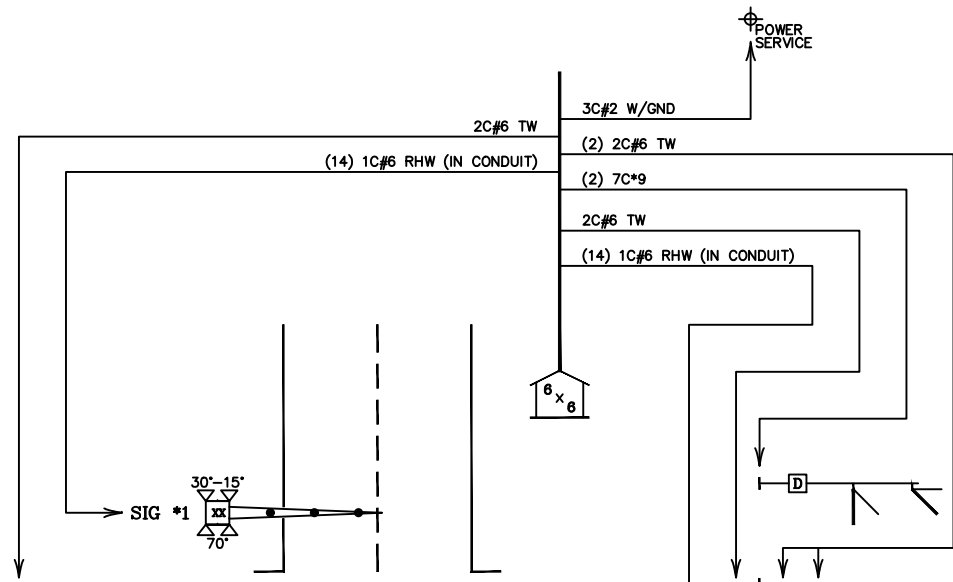 POWER
SERVICE
3C#2 W/GND
2C#6 TW
(2) 2C#6 TW
(14) 1C#6 RHW (IN CONDUIT)
(2) 7C*9
2C#6 TW
(14) 1C#6 RHW (IN CONDUIT)
6 x 6
30°-15°
D
SIG *1
XX
70°